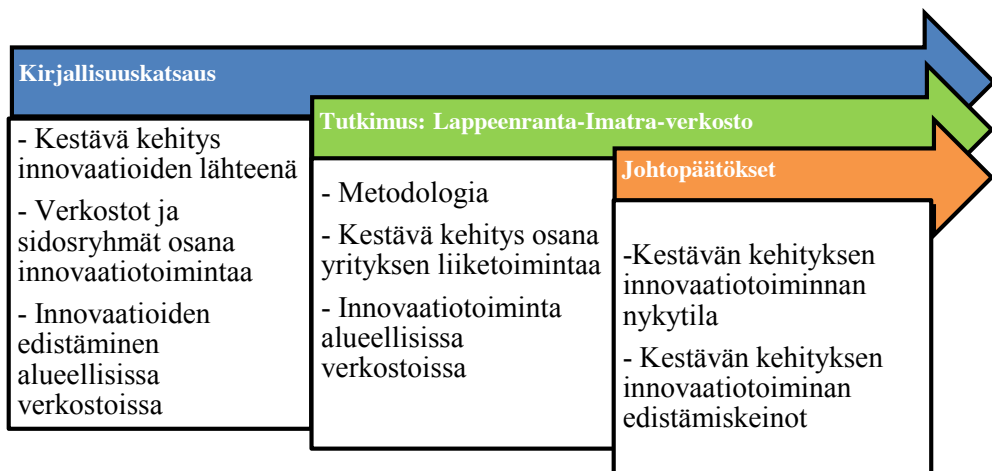 Kirjallisuuskatsaus
- Kestävä kehitys
innovaatioiden lähteenä
- Verkostot ja
sidosryhmät osana
innovaatiotoimintaa
- Innovaatioiden
edistäminen
alueellisissa
verkostoissa
Tutkimus: Lappeenranta-Imatra-verkosto
- Metodologia
- Kestävä kehitys osana
yrityksen liiketoimintaa
- Innovaatiotoiminta
alueellisissa
verkostoissa
Johtopäätökset
-Kestävän kehityksen
innovaatiotoiminnan
nykytila
- Kestävän kehityksen
innovaatiotoiminan
edistämiskeinot